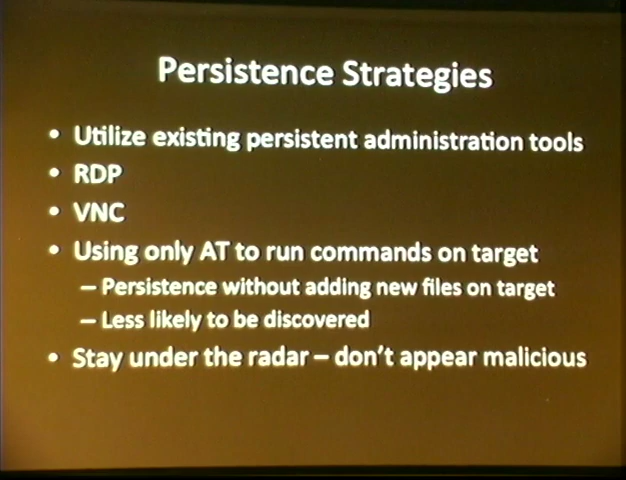 Persistence Strategies
• Utilize existing persistent administration tools
• RDP
• VNC
• Using only AT to run commands on target
– Persistence without adding new files on target
– Less likely to be discovered
• Stay under the radar – don't appear malicious